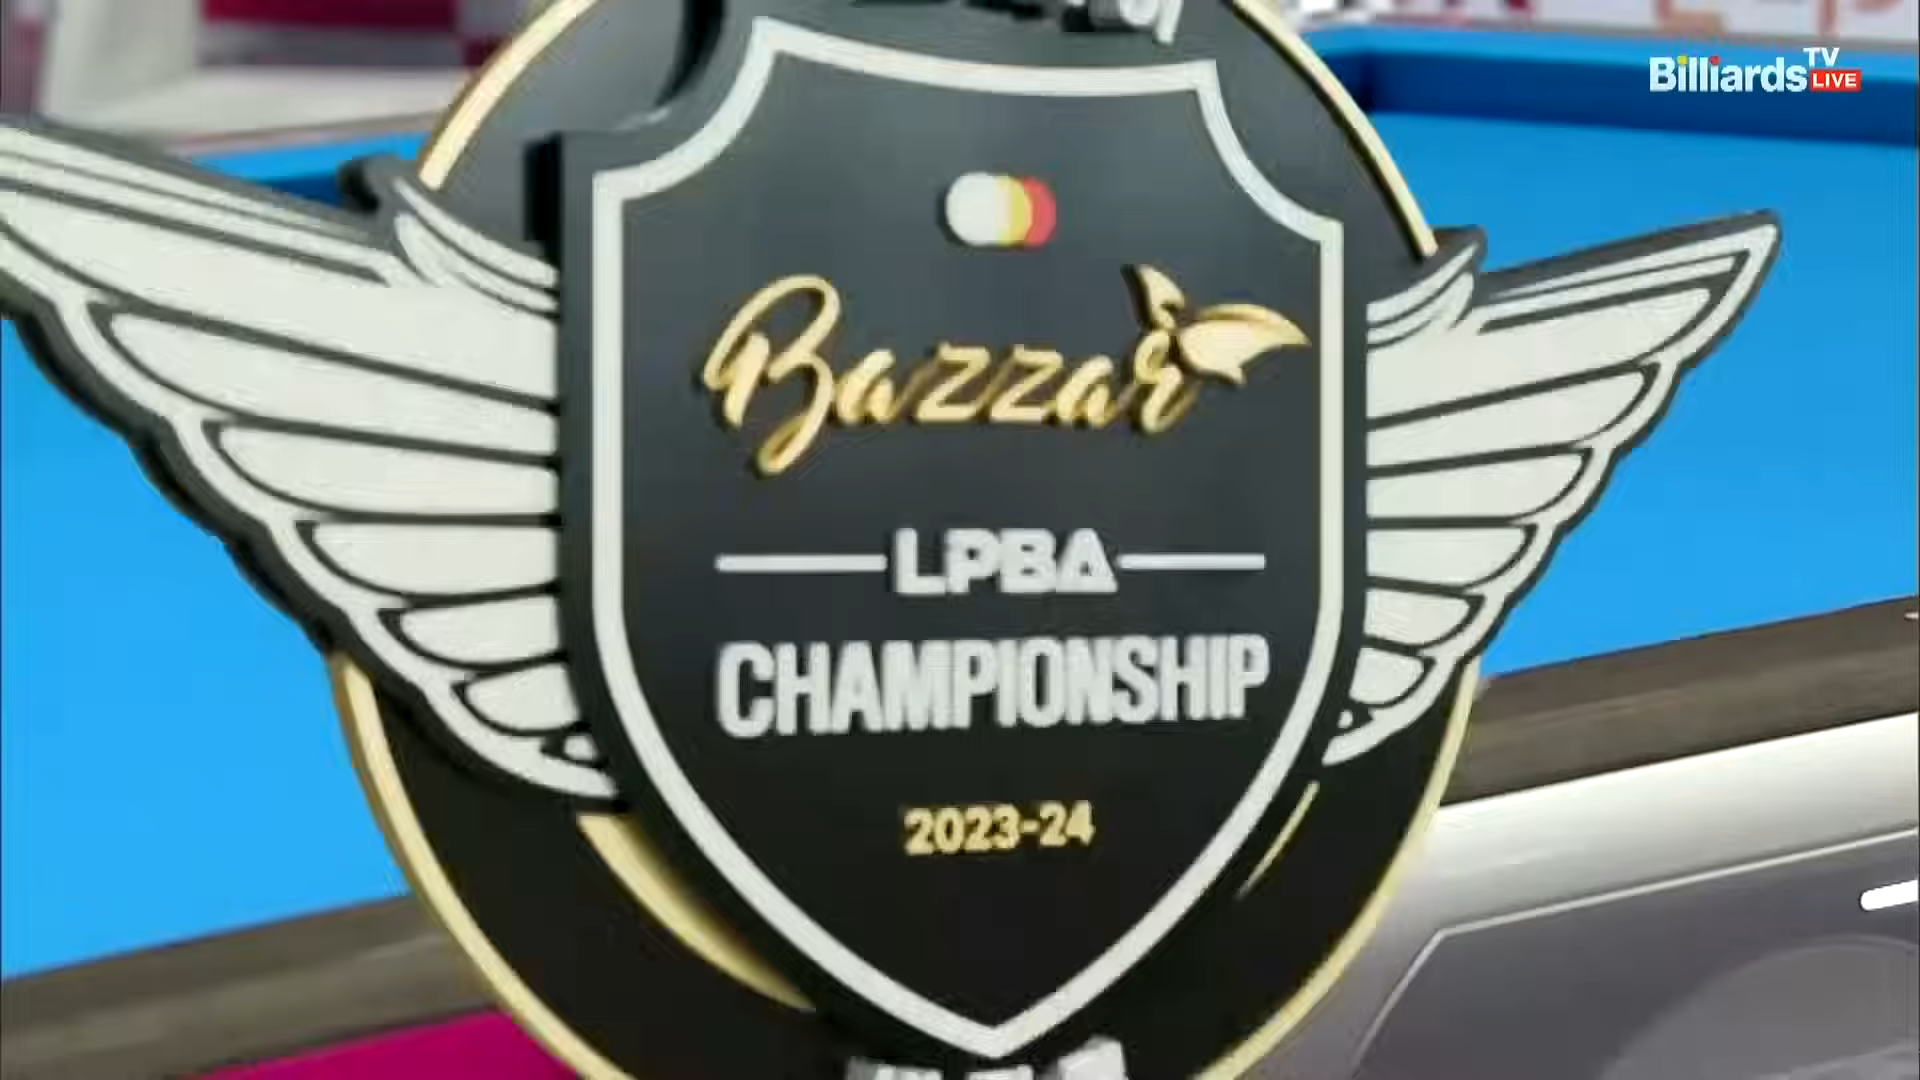 Billiards TV
LIVE
Bazzar
LPBA
CHAMPIONSHIP
2023-24